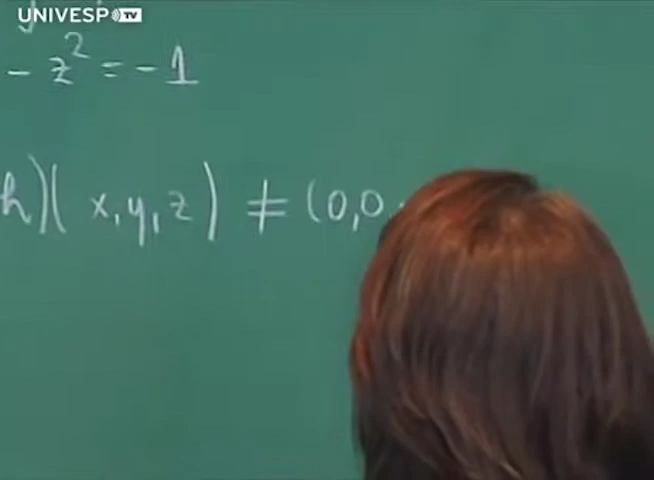 UNIVESP TV
- z² = -1
h)(x,y,z) ≠ (0,0